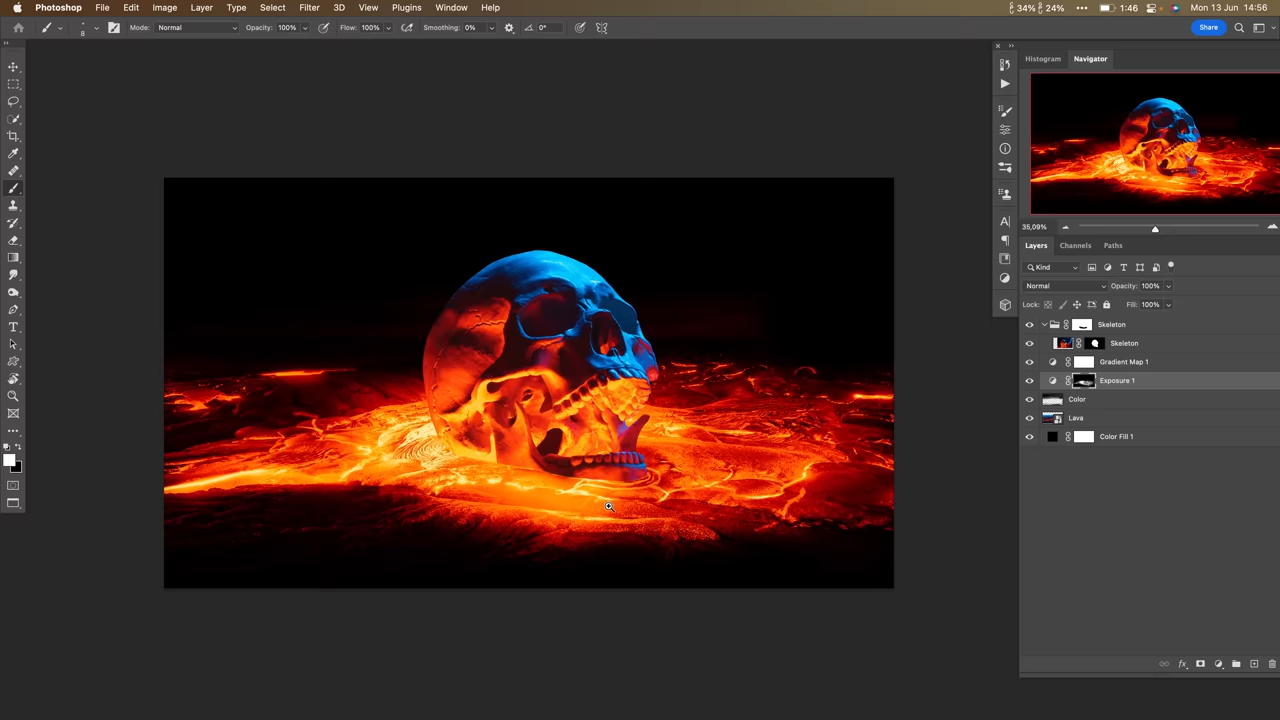 Photoshop File Edit Image Layer Type Select Filter 3D View Plugins Window Help 34% 24% 1:46 Mon 13 Jun 14:56
8 Mode: Normal Opacity: 100% Flow: 100% Smoothing: 0% 0° Share
Histogram Navigator
35,09%
Layers Channels Paths
Kind
Normal Opacity: 100%
Lock: Fill: 100%
Skeleton
Skeleton
Gradient Map 1
Exposure 1
Color
Lava
Color Fill 1